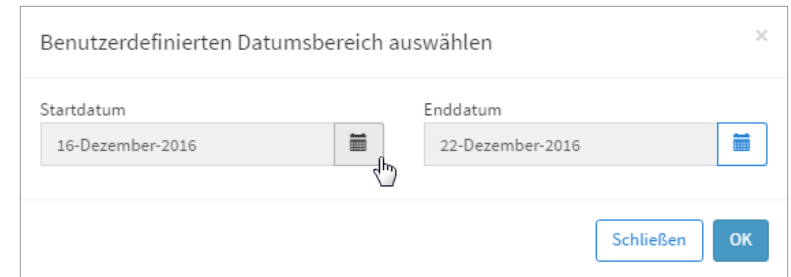 Benutzerdefinierten Datumsbereich auswählen ×
Startdatum Enddatum
16-Dezember-2016 22-Dezember-2016
Schließen OK